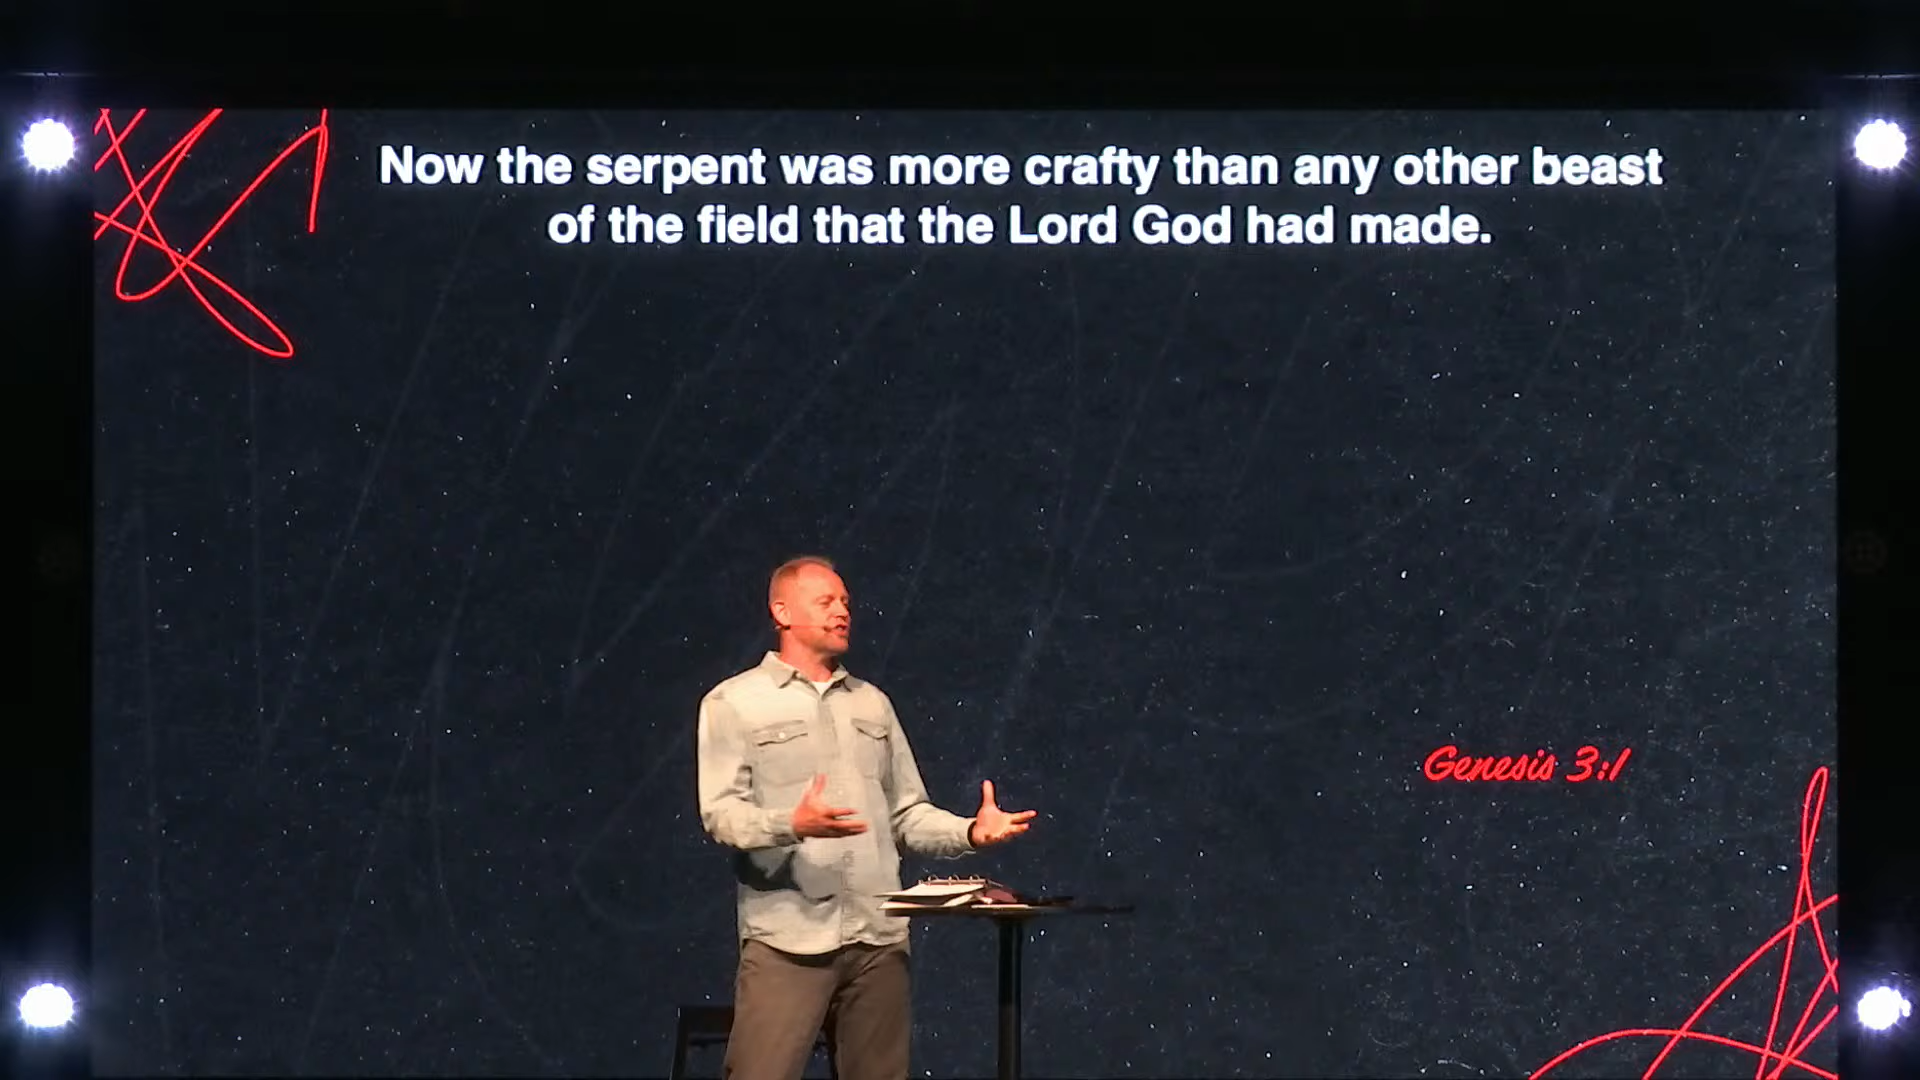 Now the serpent was more crafty than any other beast
of the field that the Lord God had made.
Genesis 3:1